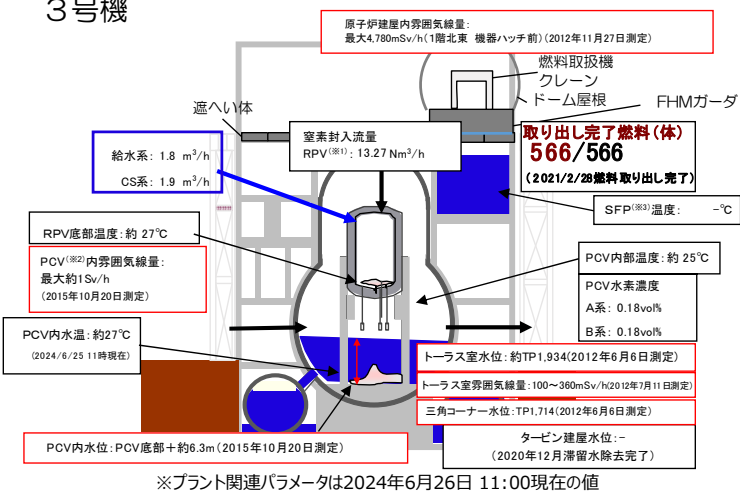 3号機
原子炉建屋内雰囲気線量:
最大4,780mSv/h(1階北東 機器ハッチ前)(2012年11月27日測定)
燃料取扱機
クレーン
ドーム屋根
FHMガーダ
遮へい体
給水系: 1.8 m³/h
CS系: 1.9 m³/h
窒素封入流量
RPV(※1): 13.27 Nm³/h
取り出し完了燃料(体)
566/566
(2021/2/28燃料取り出し完了)
SFP(※3)温度: -℃
RPV底部温度: 約 27℃
PCV(※2)内雰囲気線量:
最大約1Sv/h
(2015年10月20日測定)
PCV内部温度: 約 25℃
PCV水素濃度
A系: 0.18vol%
B系: 0.18vol%
PCV内水温: 約27℃
(2024/6/25 11時現在)
トーラス室水位: 約TP1,934(2012年6月6日測定)
トーラス室雰囲気線量: 100~360mSv/h(2012年7月11日測定)
三角コーナー水位: TP1,714(2012年6月6日測定)
PCV内水位: PCV底部+約6.3m(2015年10月20日測定)
タービン建屋水位: -
(2020年12月滞留水除去完了)
※プラント関連パラメータは2024年6月26日 11:00現在の値